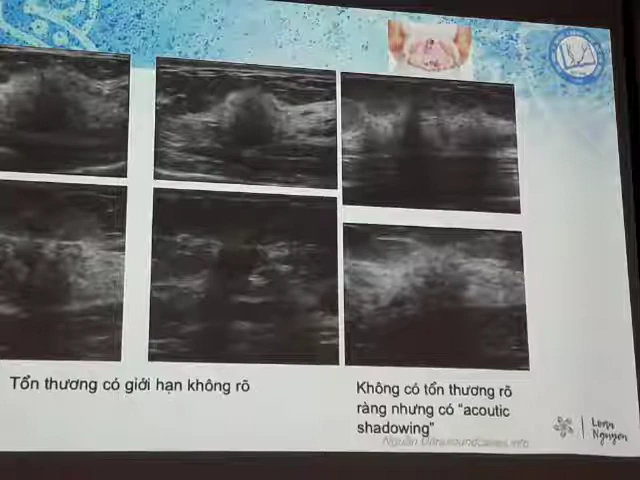 Tổn thương có giới hạn không rõ
Không có tổn thương rõ
ràng nhưng có "acoutic
shadowing"
Nguồn Ultrasoundcases.info
Loan
Nguyen